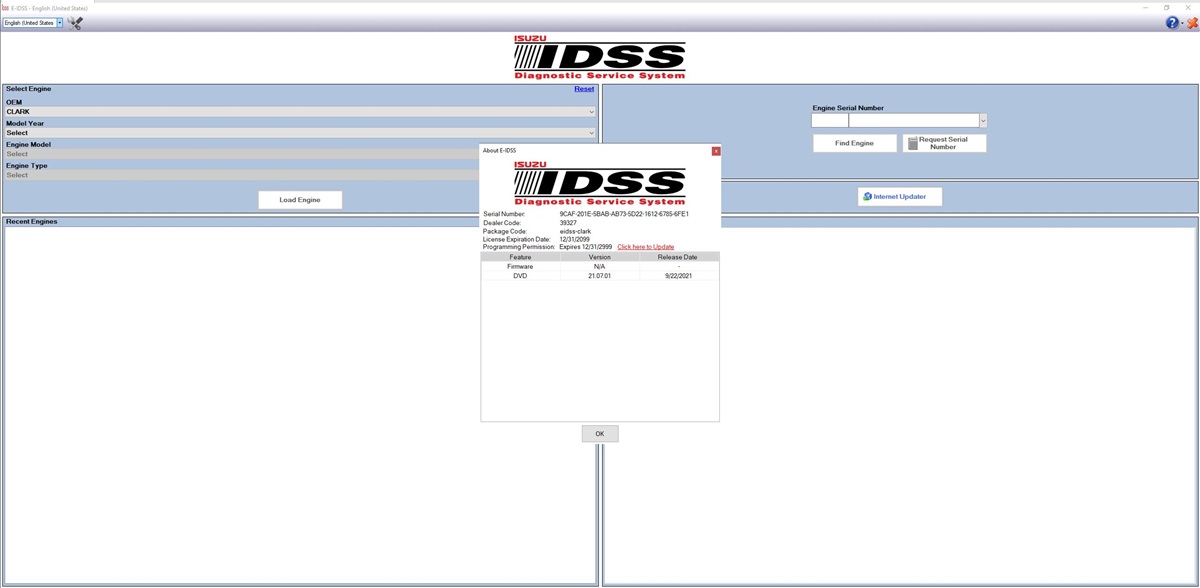 E-IDSS - English (United States)
English (United States
ISUZU
IDSS
Diagnostic Service System
Select Engine
Reset
OEM
CLARK
Model Year
Select
Engine Model
Select
Engine Type
Select
Load Engine
Recent Engines
Engine Serial Number
Find Engine
Request Serial
Number
Internet Updater
About E-IDSS
ISUZU
IDSS
Diagnostic Service System
Serial Number: 9CAF-201E-5BAB-AB73-5D22-1612-6785-6FE1
Dealer Code: 39327
Package Code: eidss-clark
License Expiration Date: 12/31/2099
Programming Permission: Expires 12/31/2999 Click here to Update
Feature Version Release Date
Firmware N/A -
DVD 21.07.01 9/22/2021
OK